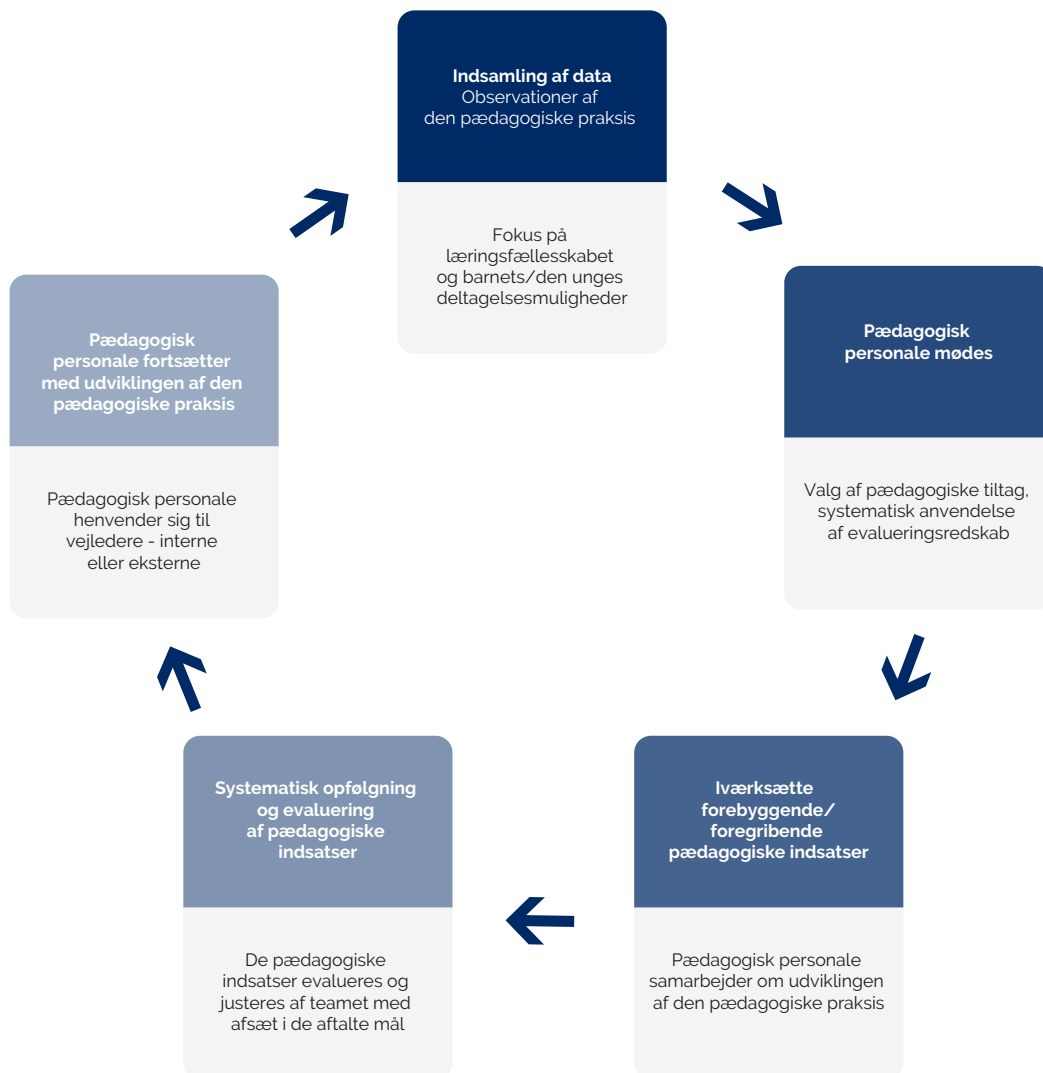 Indsamling af data
Observationer af
den pædagogiske praksis
Fokus på
læringsfællesskabet
og barnets/den unges
deltagelsesmuligheder
Pædagogisk
personale mødes
Valg af pædagogiske tiltag,
systematisk anvendelse
af evalueringsredskab
Iværksætte
forebyggende/
foregribende
pædagogiske indsatser
Pædagogisk personale
samarbejder om udviklingen
af den pædagogiske praksis
Systematisk opfølgning
og evaluering
af pædagogiske
indsatser
De pædagogiske
indsatser evalueres og
justeres af teamet med
afsæt i de aftalte mål
Pædagogisk
personale fortsætter
med udviklingen af den
pædagogiske praksis
Pædagogisk personale
henvender sig til
vejledere - interne
eller eksterne